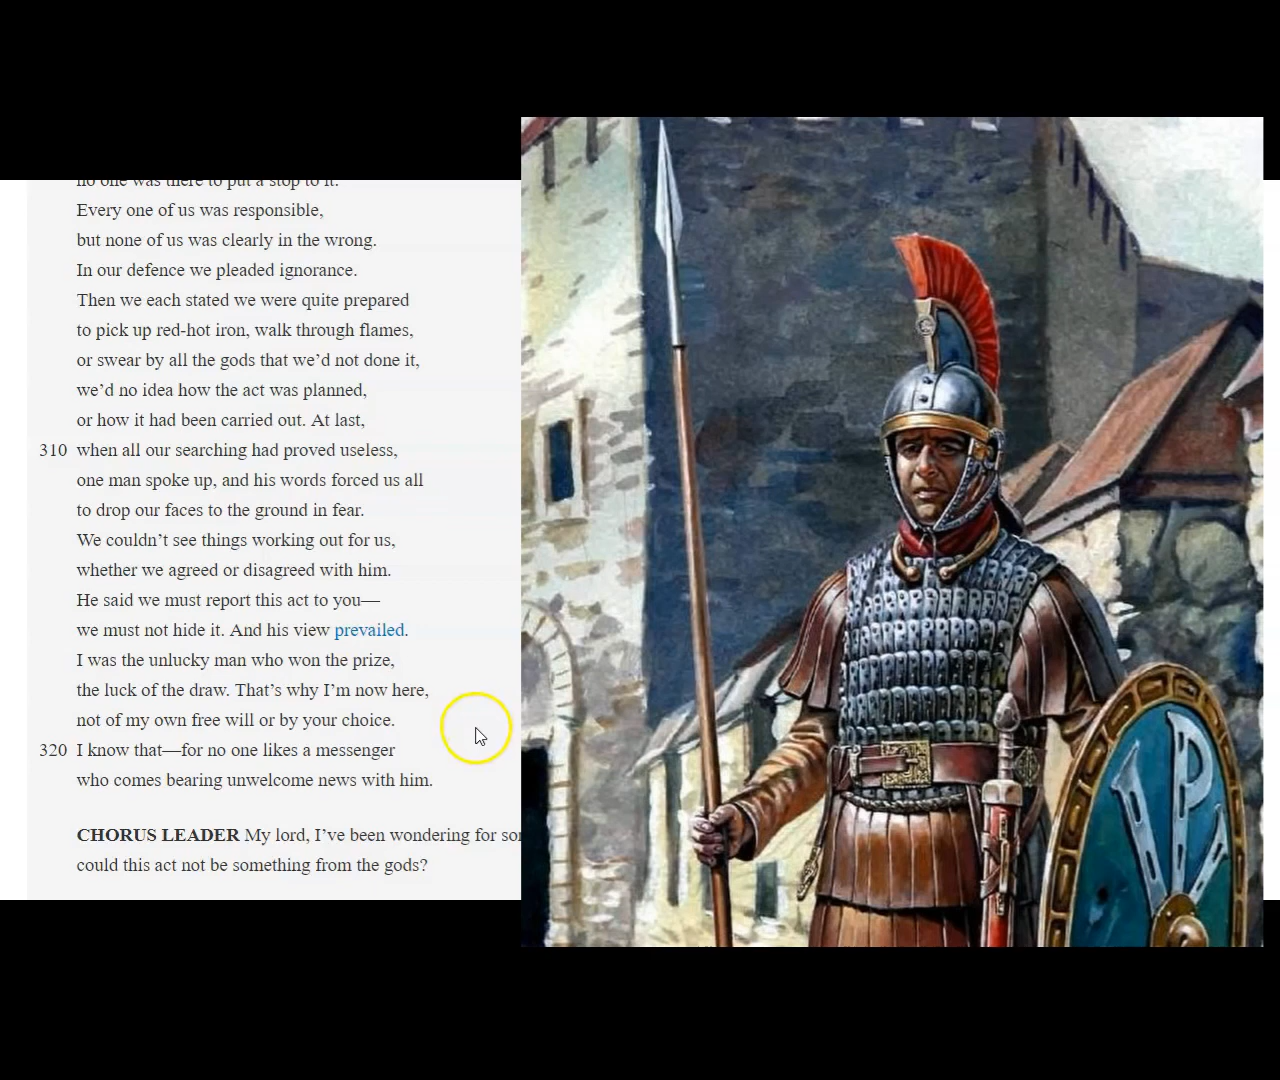 no one was there to put a stop to it.
Every one of us was responsible,
but none of us was clearly in the wrong.
In our defence we pleaded ignorance.
Then we each stated we were quite prepared
to pick up red-hot iron, walk through flames,
or swear by all the gods that we’d not done it,
we’d no idea how the act was planned,
or how it had been carried out. At last,
310 when all our searching had proved useless,
one man spoke up, and his words forced us all
to drop our faces to the ground in fear.
We couldn’t see things working out for us,
whether we agreed or disagreed with him.
He said we must report this act to you—
we must not hide it. And his view prevailed.
I was the unlucky man who won the prize,
the luck of the draw. That’s why I’m now here,
not of my own free will or by your choice.
320 I know that—for no one likes a messenger
who comes bearing unwelcome news with him.
CHORUS LEADER My lord, I’ve been wondering for
could this act not be something from the gods?